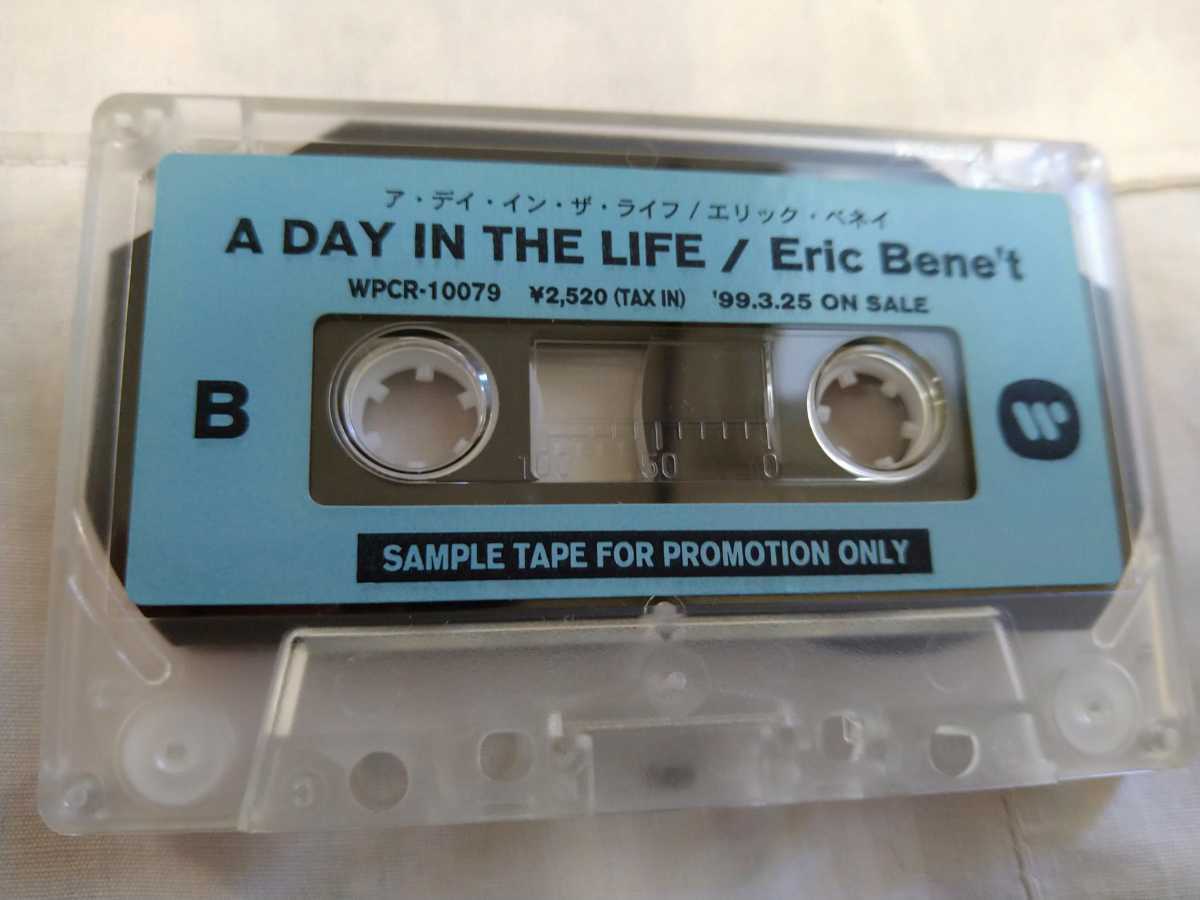 ア・デイ・イン・ザ・ライフ / エリック・ベネイ
A DAY IN THE LIFE / Eric Bene't
WPCR-10079 ¥2,520 (TAX IN) '99.3.25 ON SALE
B
100 50 0
SAMPLE TAPE FOR PROMOTION ONLY